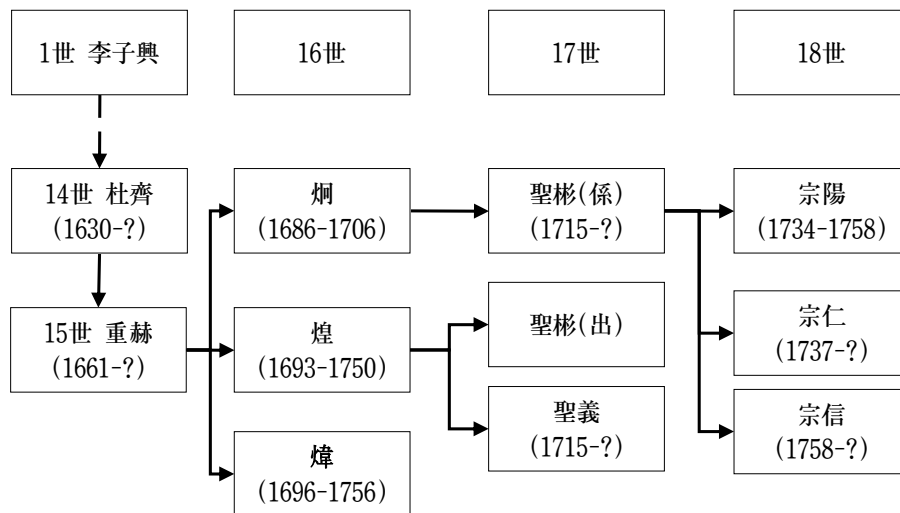 1世 李子興
16世
17世
18世
14世 杜齊
(1630-?)
炯
(1686-1706)
聖彬(係)
(1715-?)
宗陽
(1734-1758)
15世 重赫
(1661-?)
煌
(1693-1750)
聖彬(出)
宗仁
(1737-?)
聖義
(1715-?)
宗信
(1758-?)
煒
(1696-1756)